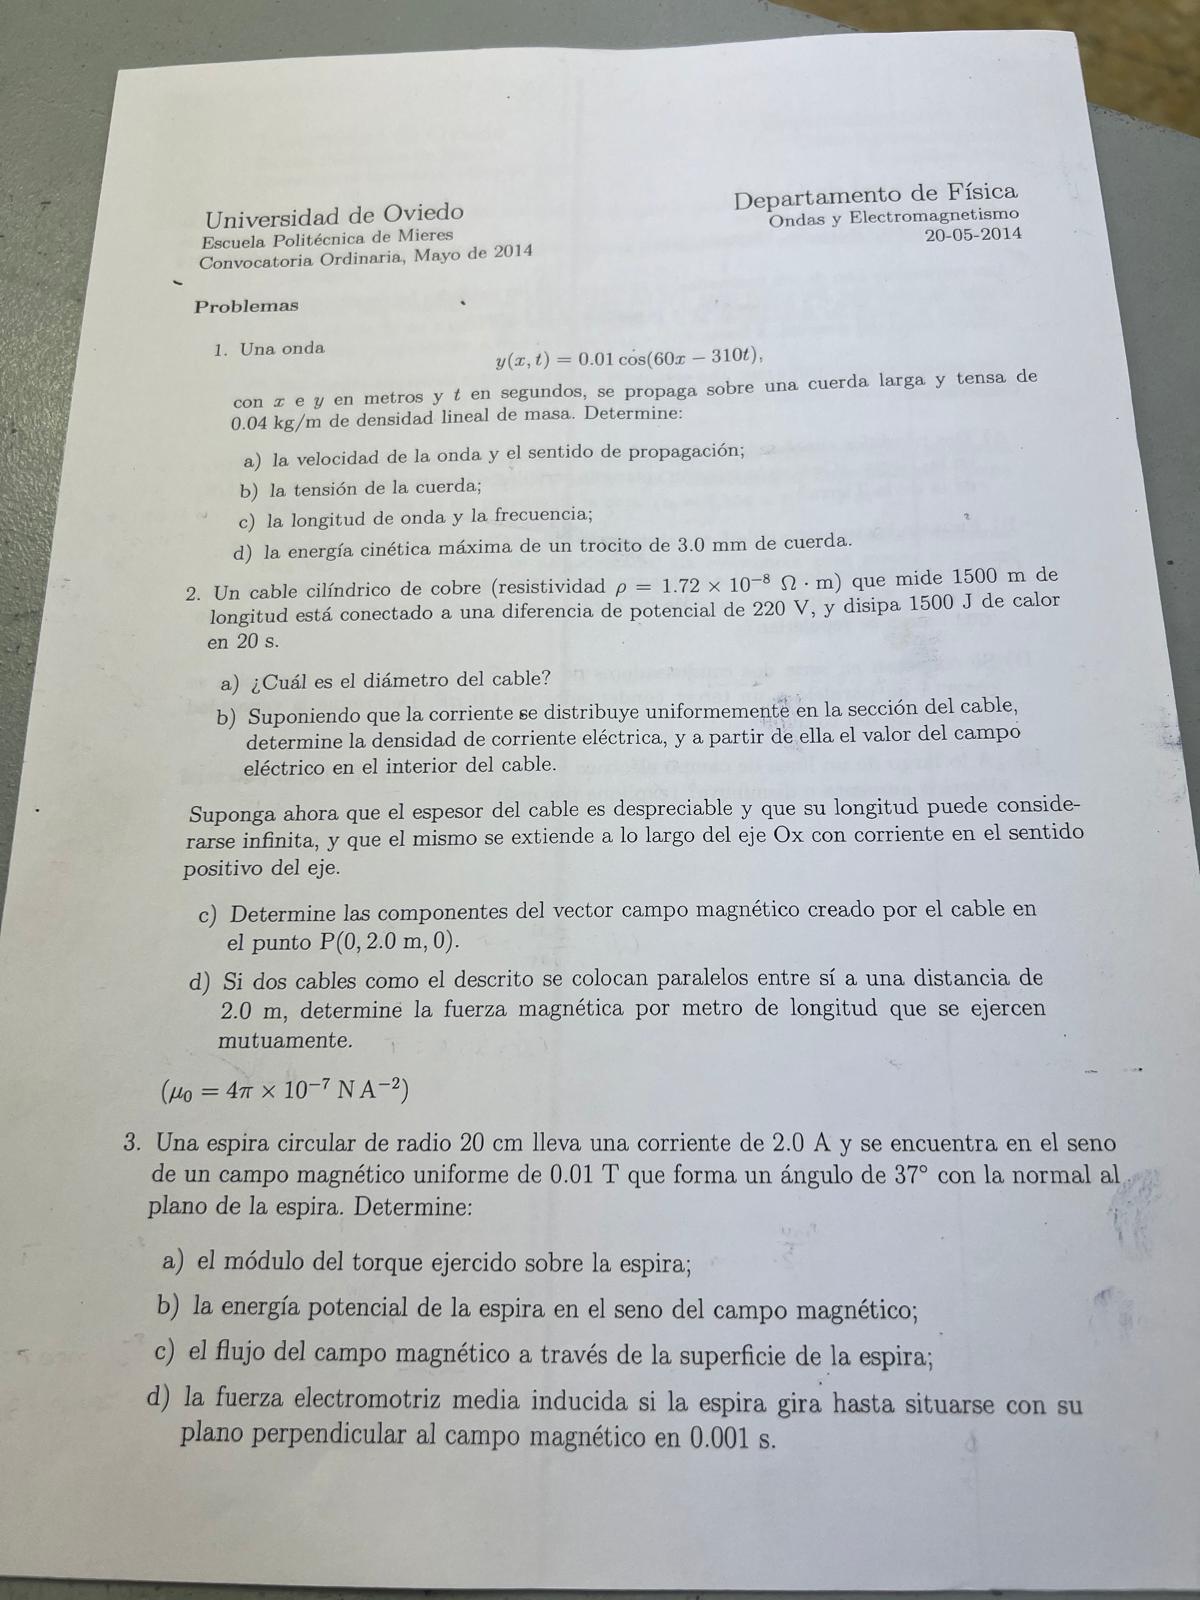 Universidad de Oviedo
Escuela Politécnica de Mieres
Convocatoria Ordinaria, Mayo de 2014
Departamento de Física
Ondas y Electromagnetismo
20-05-2014
Problemas
1. Una onda
y(x, t) = 0.01 cos(60x − 310t),
con x e y en metros y t en segundos, se propaga sobre una cuerda larga y tensa de
0.04 kg/m de densidad lineal de masa. Determine:
a) la velocidad de la onda y el sentido de propagación;
b) la tensión de la cuerda;
c) la longitud de onda y la frecuencia;
d) la energía cinética máxima de un trocito de 3.0 mm de cuerda.
2. Un cable cilíndrico de cobre (resistividad ρ = 1.72 × 10⁻⁸ Ω · m) que mide 1500 m de
longitud está conectado a una diferencia de potencial de 220 V, y disipa 1500 J de calor
en 20 s.
a) ¿Cuál es el diámetro del cable?
b) Suponiendo que la corriente se distribuye uniformemente en la sección del cable,
determine la densidad de corriente eléctrica, y a partir de ella el valor del campo
eléctrico en el interior del cable.
Suponga ahora que el espesor del cable es despreciable y que su longitud puede conside-
rarse infinita, y que el mismo se extiende a lo largo del eje Ox con corriente en el sentido
positivo del eje.
c) Determine las componentes del vector campo magnético creado por el cable en
el punto P(0, 2.0 m, 0).
d) Si dos cables como el descrito se colocan paralelos entre sí a una distancia de
2.0 m, determine la fuerza magnética por metro de longitud que se ejercen
mutuamente.
(μ₀ = 4π × 10⁻⁷ N A⁻²)
3. Una espira circular de radio 20 cm lleva una corriente de 2.0 A y se encuentra en el seno
de un campo magnético uniforme de 0.01 T que forma un ángulo de 37° con la normal al
plano de la espira. Determine:
a) el módulo del torque ejercido sobre la espira;
b) la energía potencial de la espira en el seno del campo magnético;
c) el flujo del campo magnético a través de la superficie de la espira;
d) la fuerza electromotriz media inducida si la espira gira hasta situarse con su
plano perpendicular al campo magnético en 0.001 s.